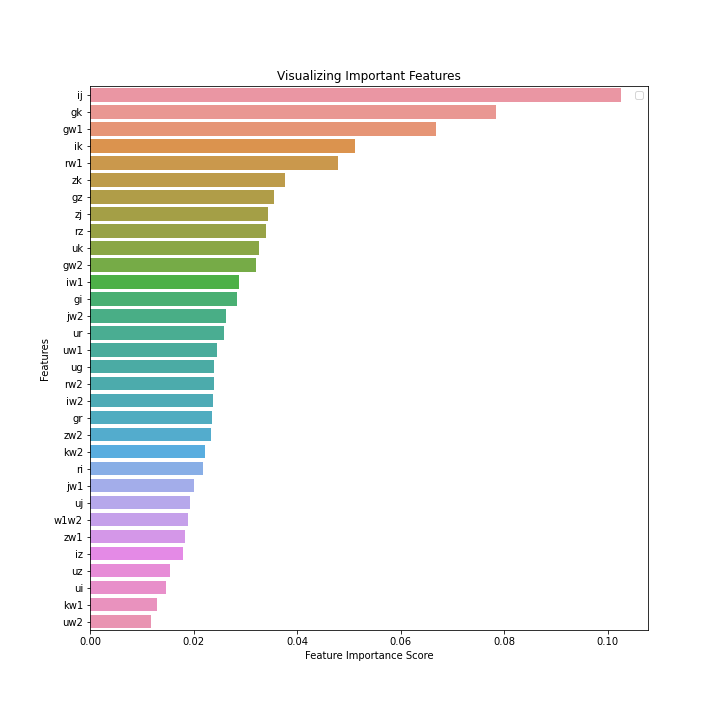 Visualizing Important Features
ij
gk
gw1
ik
rw1
zk
gz
zj
rz
uk
gw2
iw1
gi
jw2
ur
uw1
ug
rw2
iw2
gr
zw2
kw2
ri
jw1
uj
w1w2
zw1
iz
uz
ui
kw1
uw2
Features
0.00 0.02 0.04 0.06 0.08 0.10
Feature Importance Score